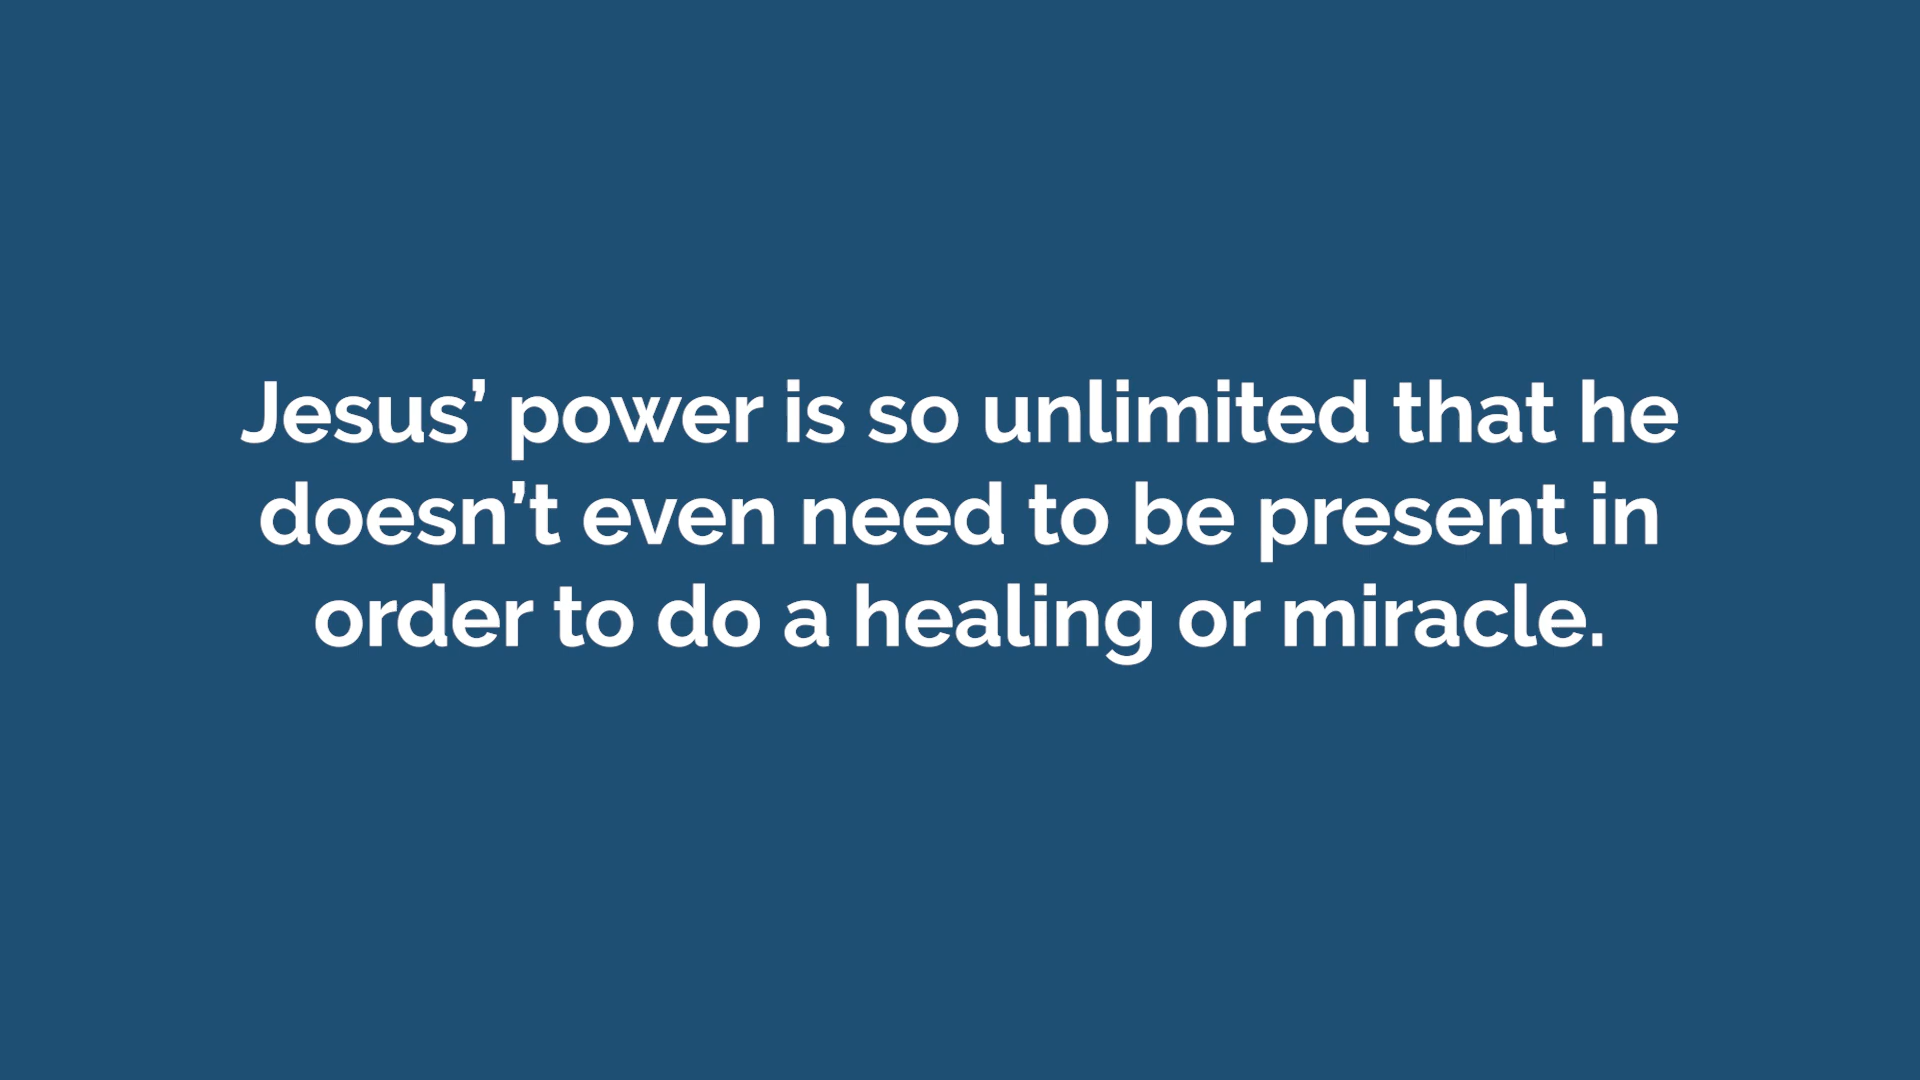 Jesus’ power is so unlimited that he
doesn’t even need to be present in
order to do a healing or miracle.